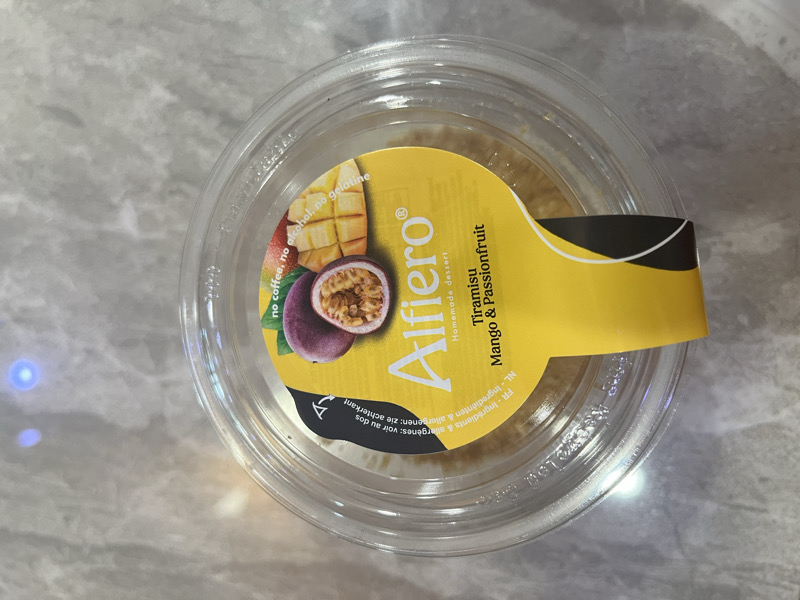 no coffee, no alcohol, no gelatine
Alfiero®
Homemade dessert
Tiramisu
Mango & Passionfruit
FR - Ingrédients & allergènes: voir au dos
NL - Ingrediënten & allergenen: zie achterkant